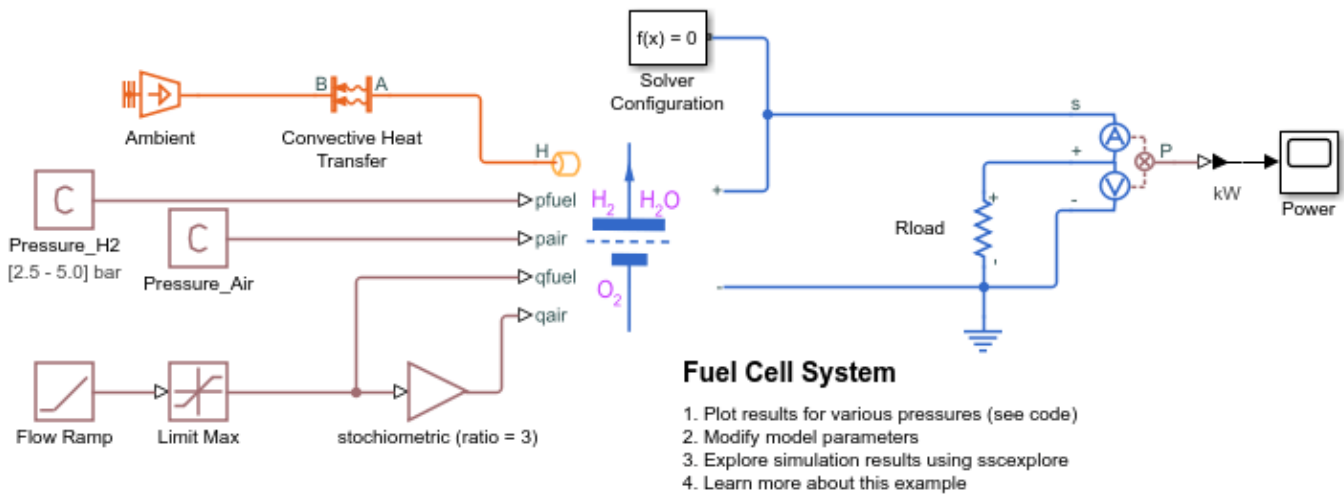 f(x) = 0
Solver
Configuration
B A
Ambient
Convective Heat
Transfer
H
s
A
P
kW
Power
C
Pressure_H2
[2.5 - 5.0] bar
C
Pressure_Air
pfuel
pair
qfuel
qair
H2 H2O
O2
+
-
+
V
-
Rload
+
-
Flow Ramp
Limit Max
stochiometric (ratio = 3)
Fuel Cell System
1. Plot results for various pressures (see code)
2. Modify model parameters
3. Explore simulation results using sscexplore
4. Learn more about this example